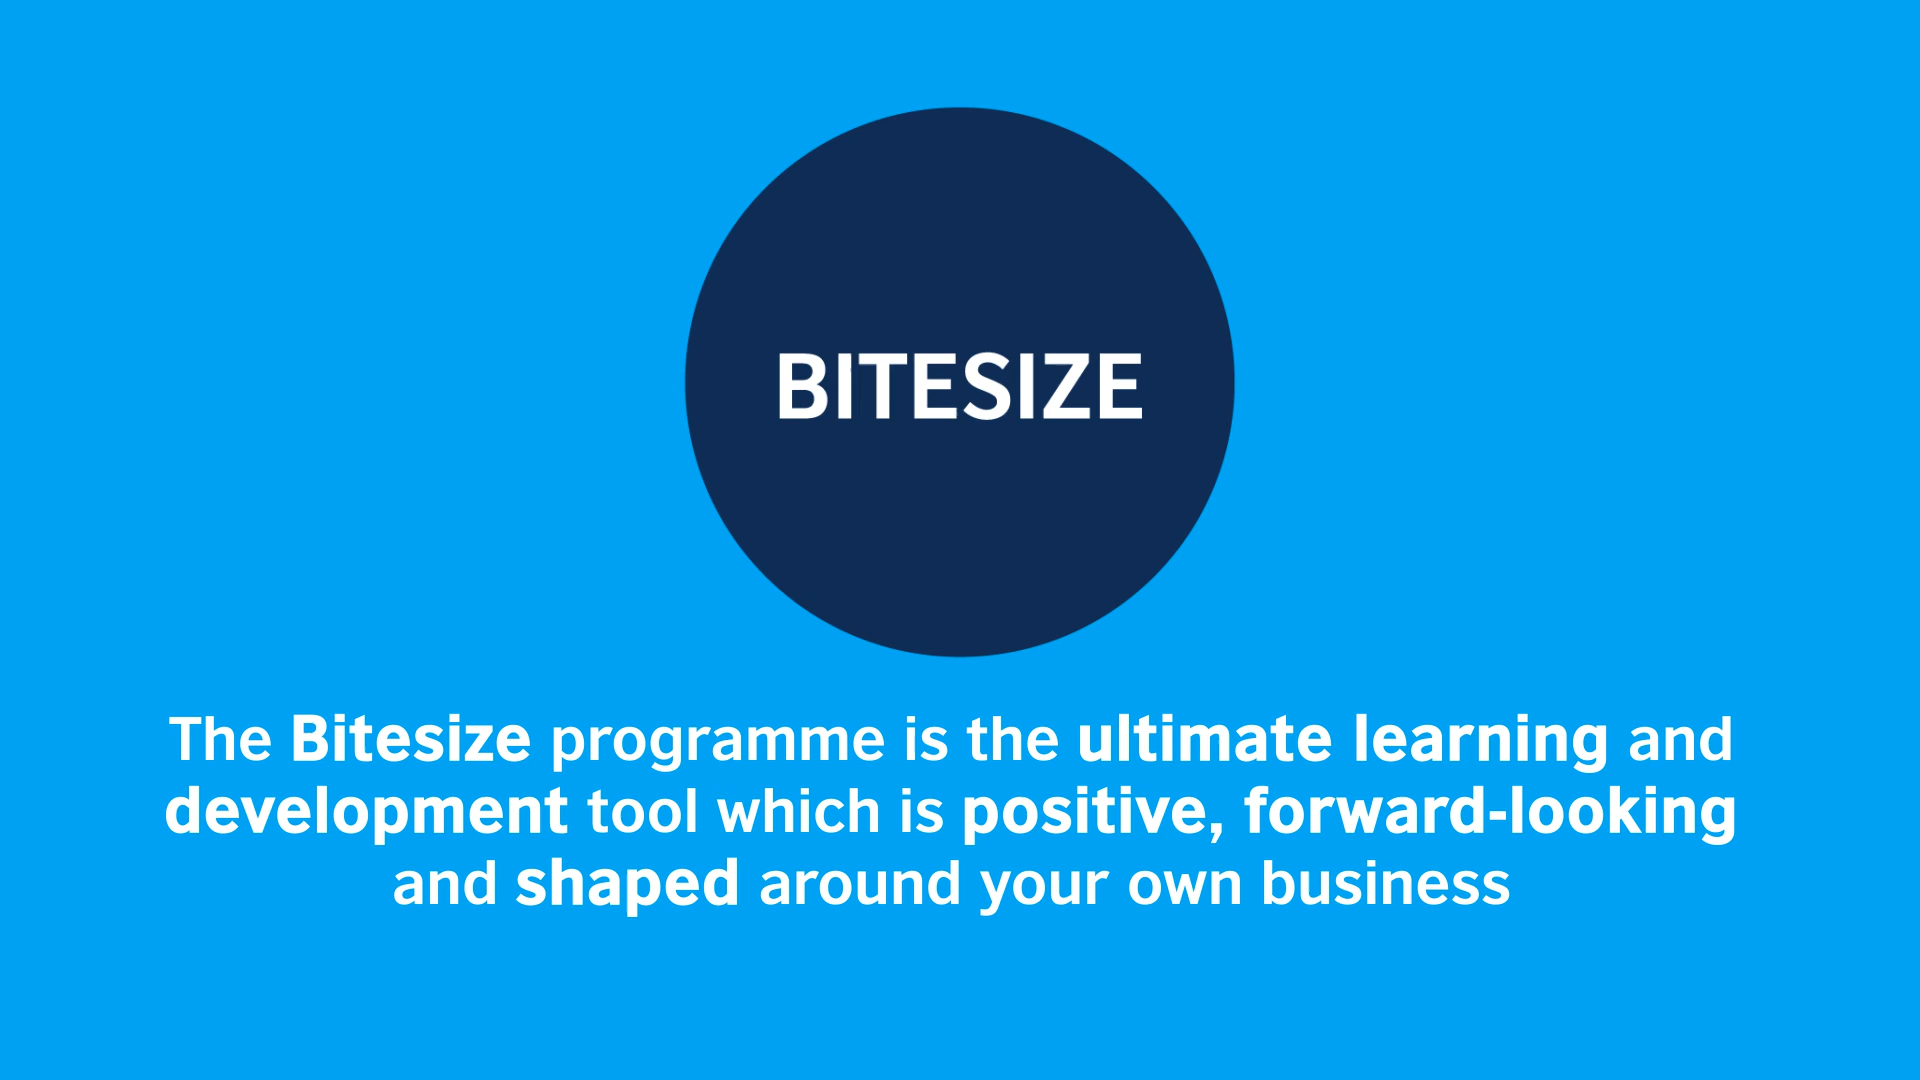 BITESIZE
The Bitesize programme is the ultimate learning and
development tool which is positive, forward-looking
and shaped around your own business